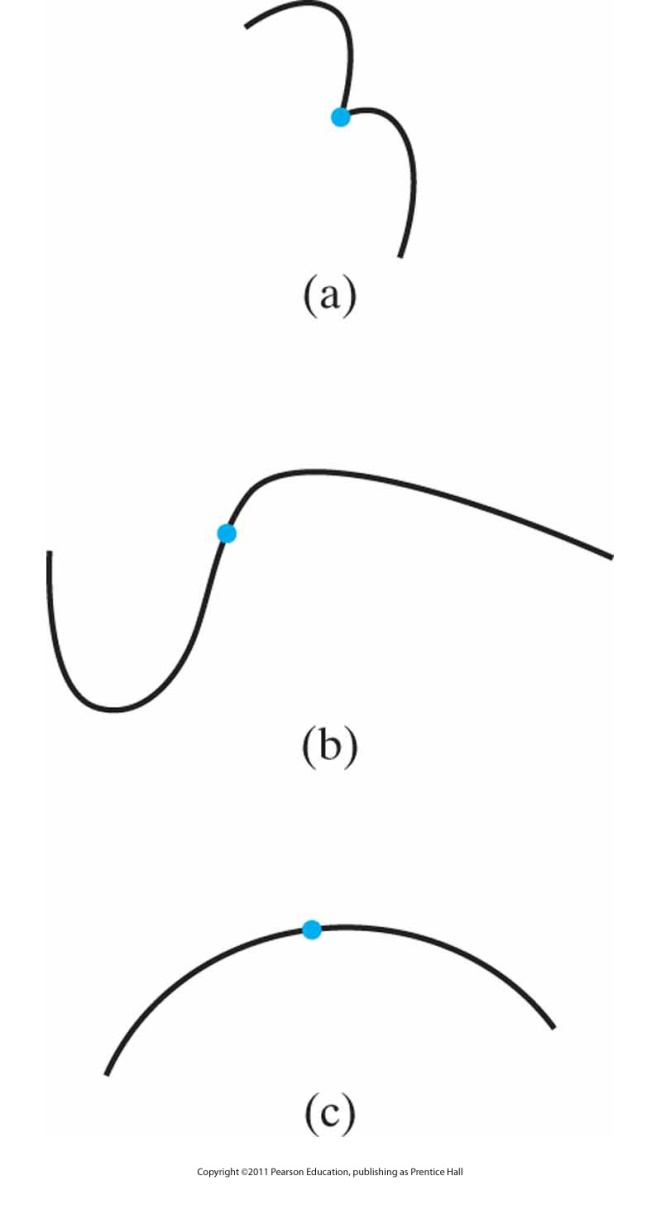 (a)
(b)
(c)
Copyright ©2011 Pearson Education, publishing as Prentice Hall